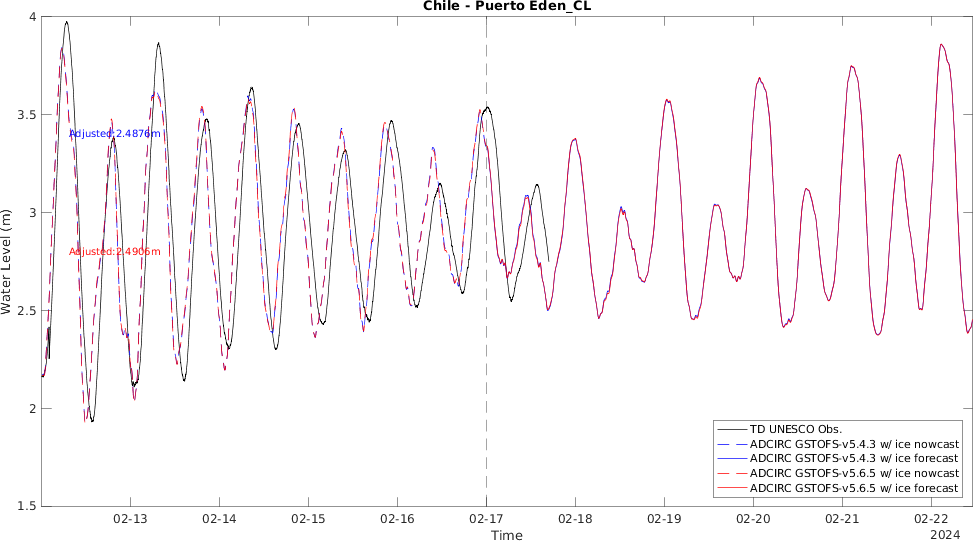 Chile - Puerto Eden_CL
4
3.5
3
2.5
2
1.5
Water Level (m)
Adjusted:2.4876m
Adjusted:2.4906m
TD UNESCO Obs.
ADCIRC GSTOFS-v5.4.3 w/ ice nowcast
ADCIRC GSTOFS-v5.4.3 w/ ice forecast
ADCIRC GSTOFS-v5.6.5 w/ ice nowcast
ADCIRC GSTOFS-v5.6.5 w/ ice forecast
02-13 02-14 02-15 02-16 02-17 02-18 02-19 02-20 02-21 02-22
Time
2024